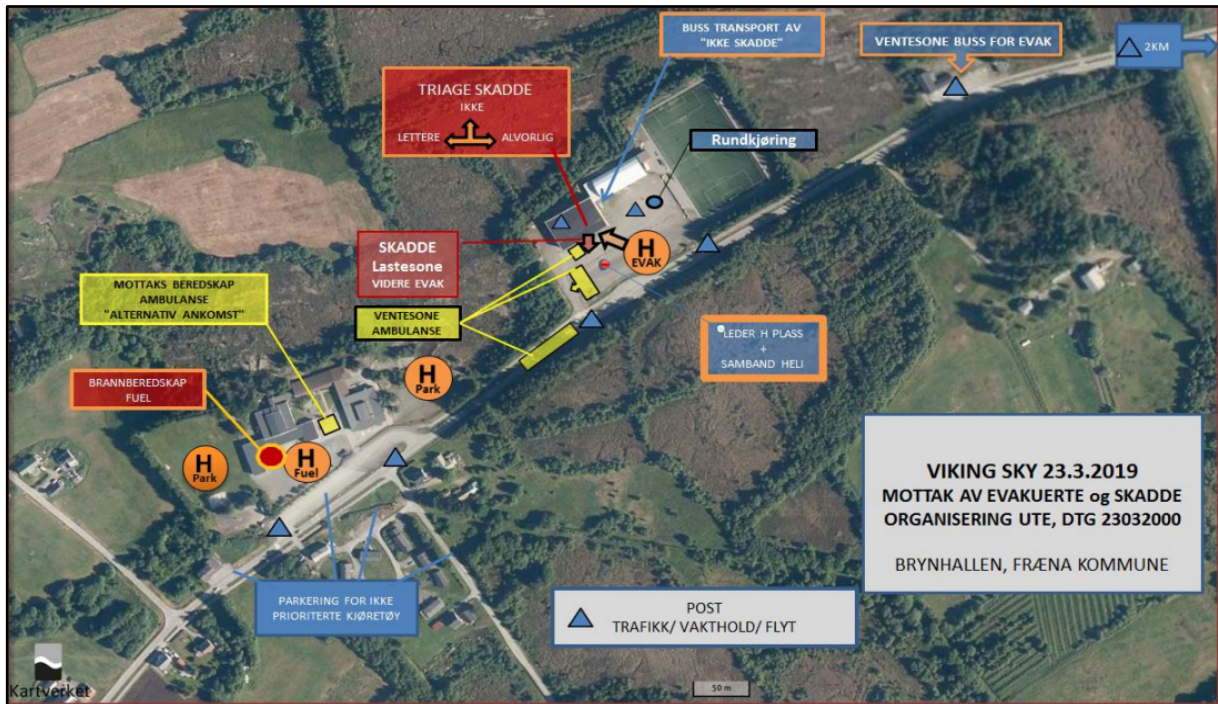 BUSS TRANSPORT AV
"IKKE SKADDE"
VENTESONE BUSS FOR EVAK
2KM
TRIAGE SKADDE
IKKE
LETTERE
ALVORLIG
Rundkjøring
SKADDE
Lastesone
VIDERE EVAK
H
EVAK
MOTTAKS BEREDSKAP
AMBULANSE
"ALTERNATIV ANKOMST"
VENTESONE
AMBULANSE
LEDER H PLASS
+
SAMBAND HELI
H
Park
BRANNBEREDSKAP
FUEL
H
Park
H
Fuel
VIKING SKY 23.3.2019
MOTTAK AV EVAKUERTE og SKADDE
ORGANISERING UTE, DTG 23032000
BRYNHALLEN, FRÆNA KOMMUNE
PARKERING FOR IKKE
PRIORITERTE KJØRETØY
POST
TRAFIKK/ VAKTHOLD/ FLYT
Kartverket
50 m